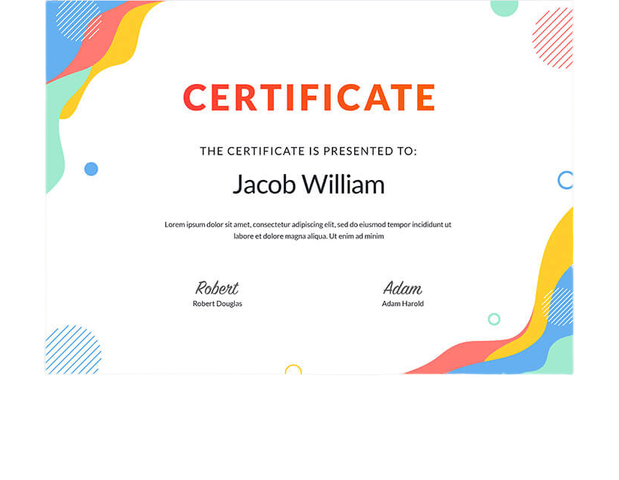 CERTIFICATE
THE CERTIFICATE IS PRESENTED TO:
Jacob William
Lorem ipsum dolor sit amet, consectetur adipiscing elit, sed do eiusmod tempor incididunt ut
labore et dolore magna aliqua. Ut enim ad minim
Robert Adam
Robert Douglas Adam Harold